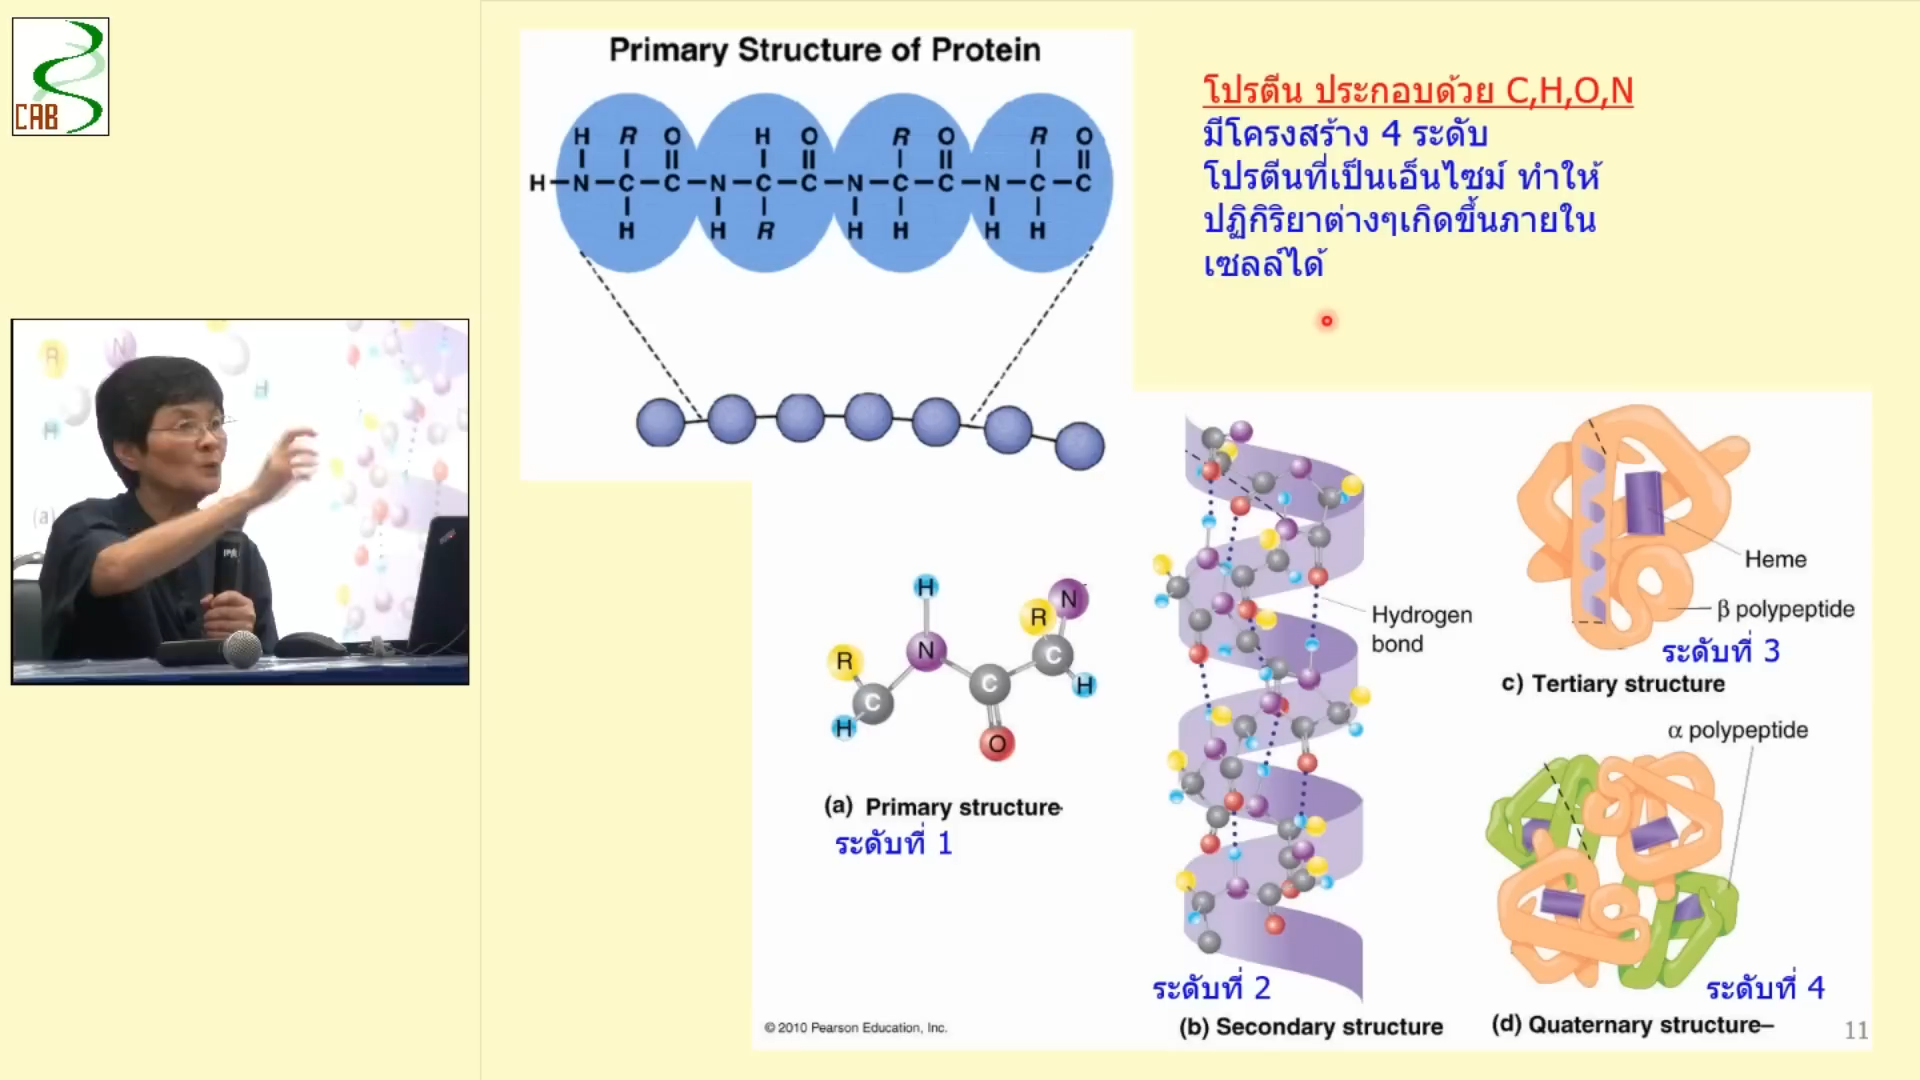 CAB
Primary Structure of Protein
H R O H O R O R O
H N C C N C C N C C N C C
H H R H H H H
โปรตีน ประกอบด้วย C,H,O,N
มีโครงสร้าง 4 ระดับ
โปรตีนที่เป็นเอ็นไซม์ ทำให้
ปฏิกิริยาต่างๆเกิดขึ้นภายใน
เซลล์ได้
R N
H
H
(a)
H
N
R
R
N
C
C
C
H
H
O
(a) Primary structure
ระดับที่ 1
Hydrogen
bond
ระดับที่ 2
(b) Secondary structure
Heme
β polypeptide
ระดับที่ 3
c) Tertiary structure
α polypeptide
ระดับที่ 4
(d) Quaternary structure–
© 2010 Pearson Education, Inc.
11